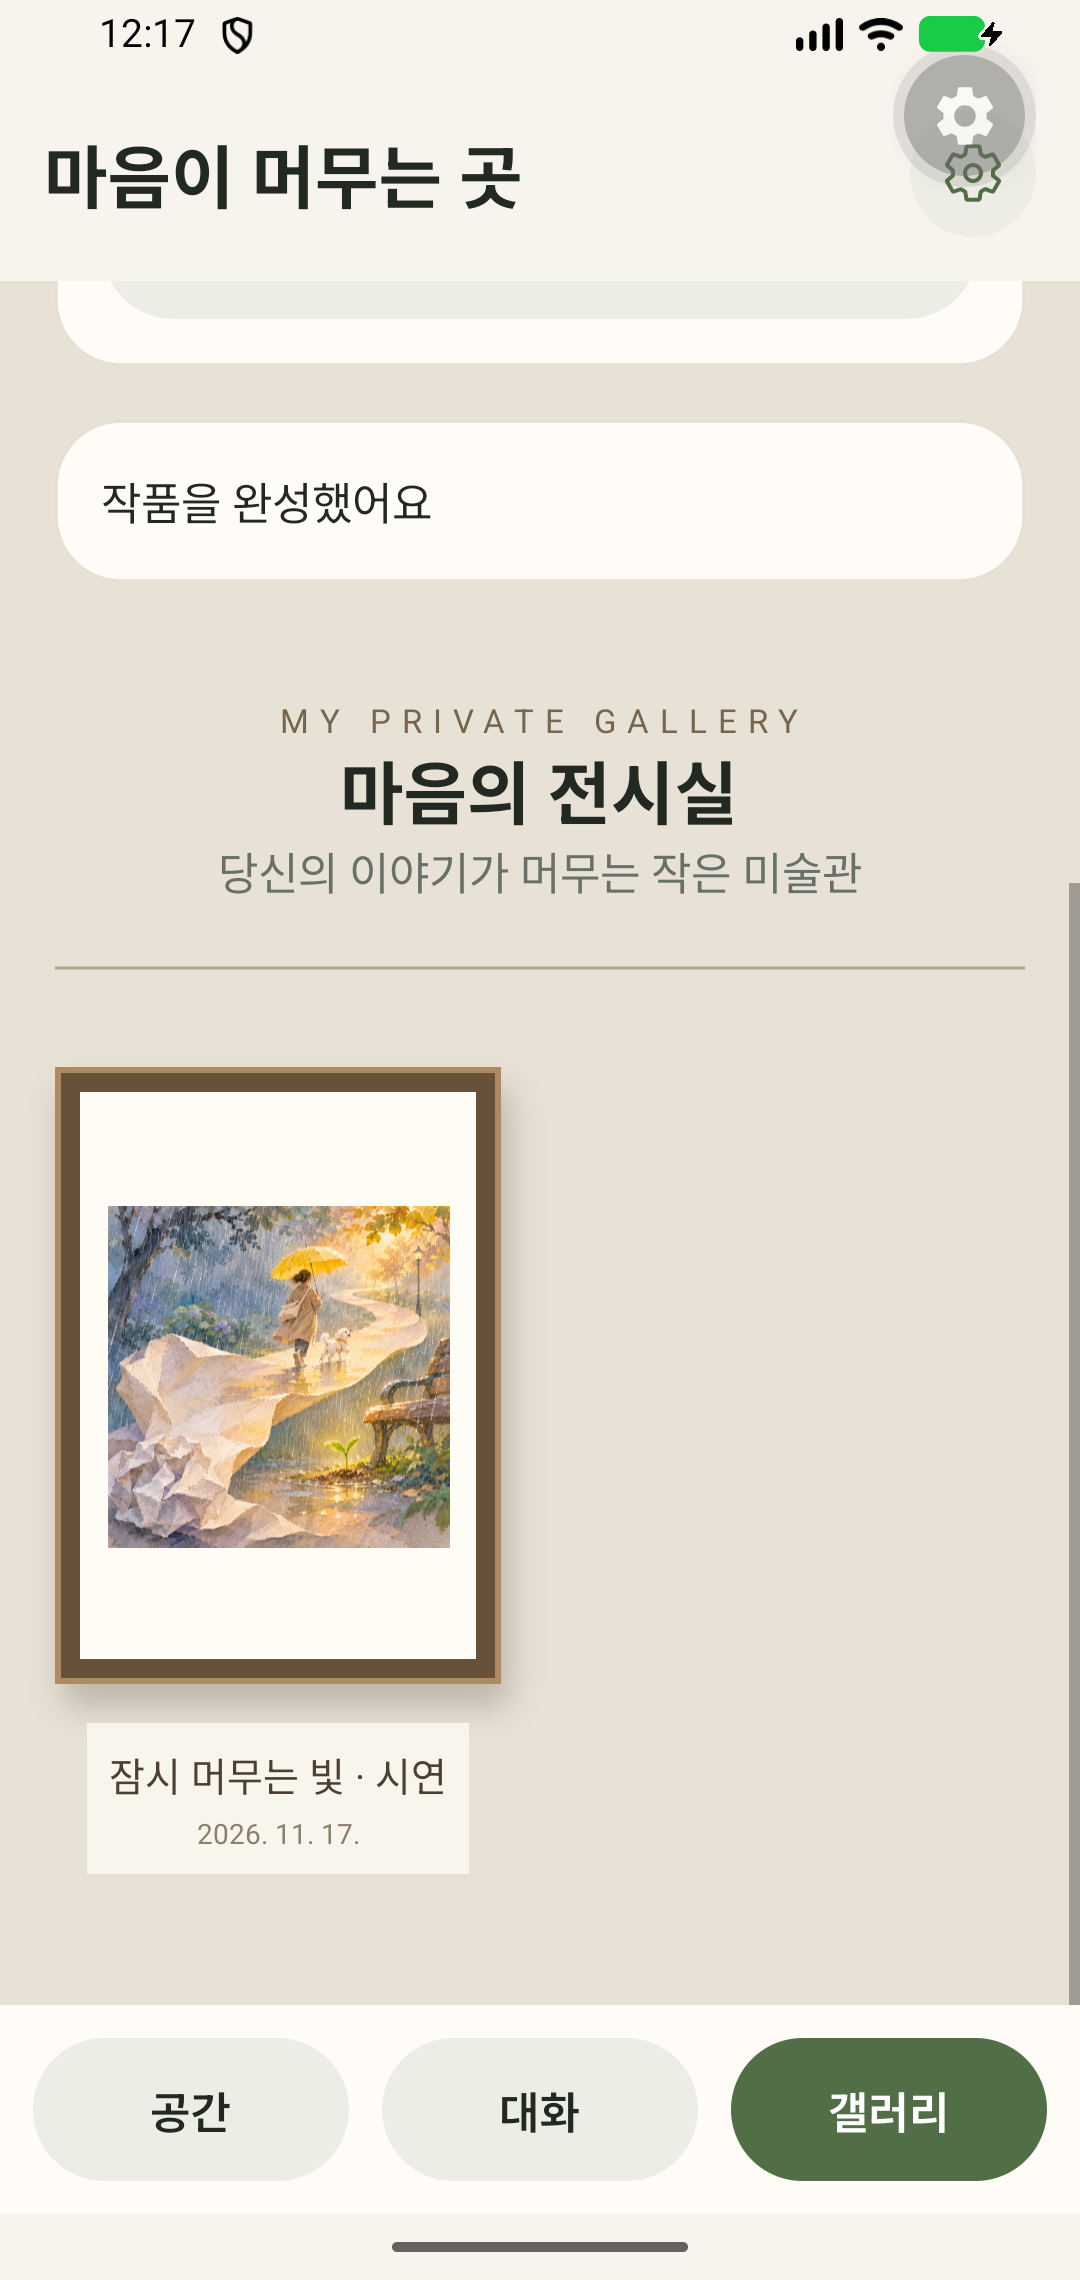 12:17
마음이 머무는 곳
작품을 완성했어요
MY PRIVATE GALLERY
마음의 전시실
당신의 이야기가 머무는 작은 미술관
잠시 머무는 빛 · 시연
2026. 11. 17.
공간
대화
갤러리